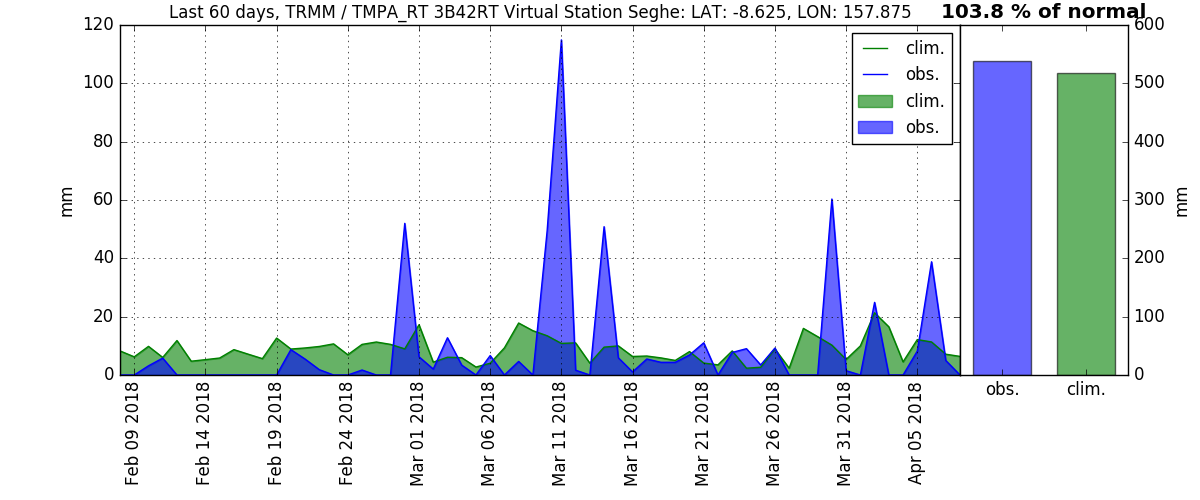 Last 60 days, TRMM / TMPA_RT 3B42RT Virtual Station Seghe: LAT: -8.625, LON: 157.875
103.8 % of normal
120
100
80
60
40
20
0
mm
clim.
obs.
clim.
obs.
600
500
400
300
200
100
0
mm
obs.
clim.
Feb 09 2018
Feb 14 2018
Feb 19 2018
Feb 24 2018
Mar 01 2018
Mar 06 2018
Mar 11 2018
Mar 16 2018
Mar 21 2018
Mar 26 2018
Mar 31 2018
Apr 05 2018